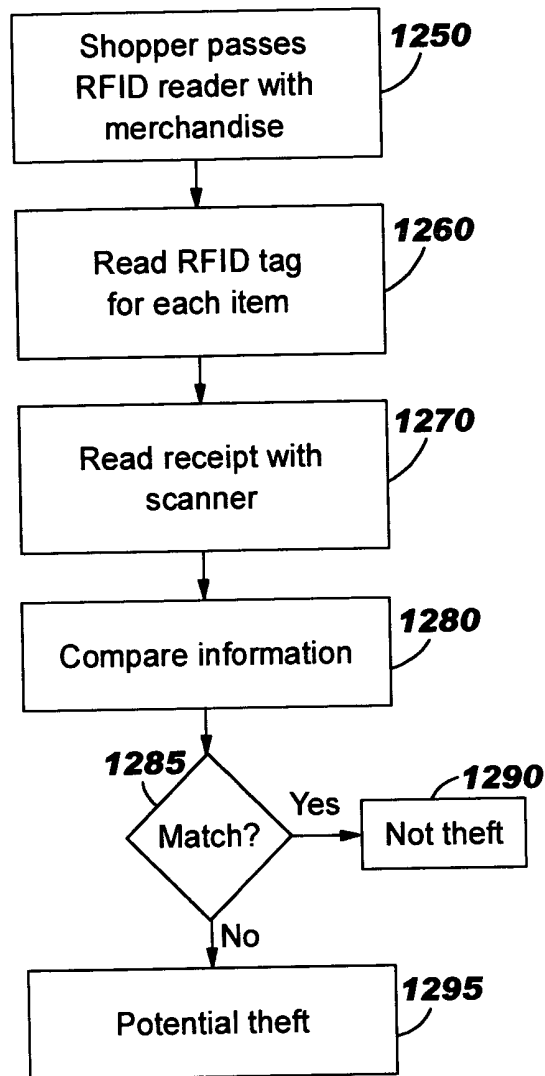 Shopper passes
RFID reader with
merchandise
1250
Read RFID tag
for each item
1260
Read receipt with
scanner
1270
Compare information
1280
1285
Match?
Yes
1290
Not theft
No
Potential theft
1295